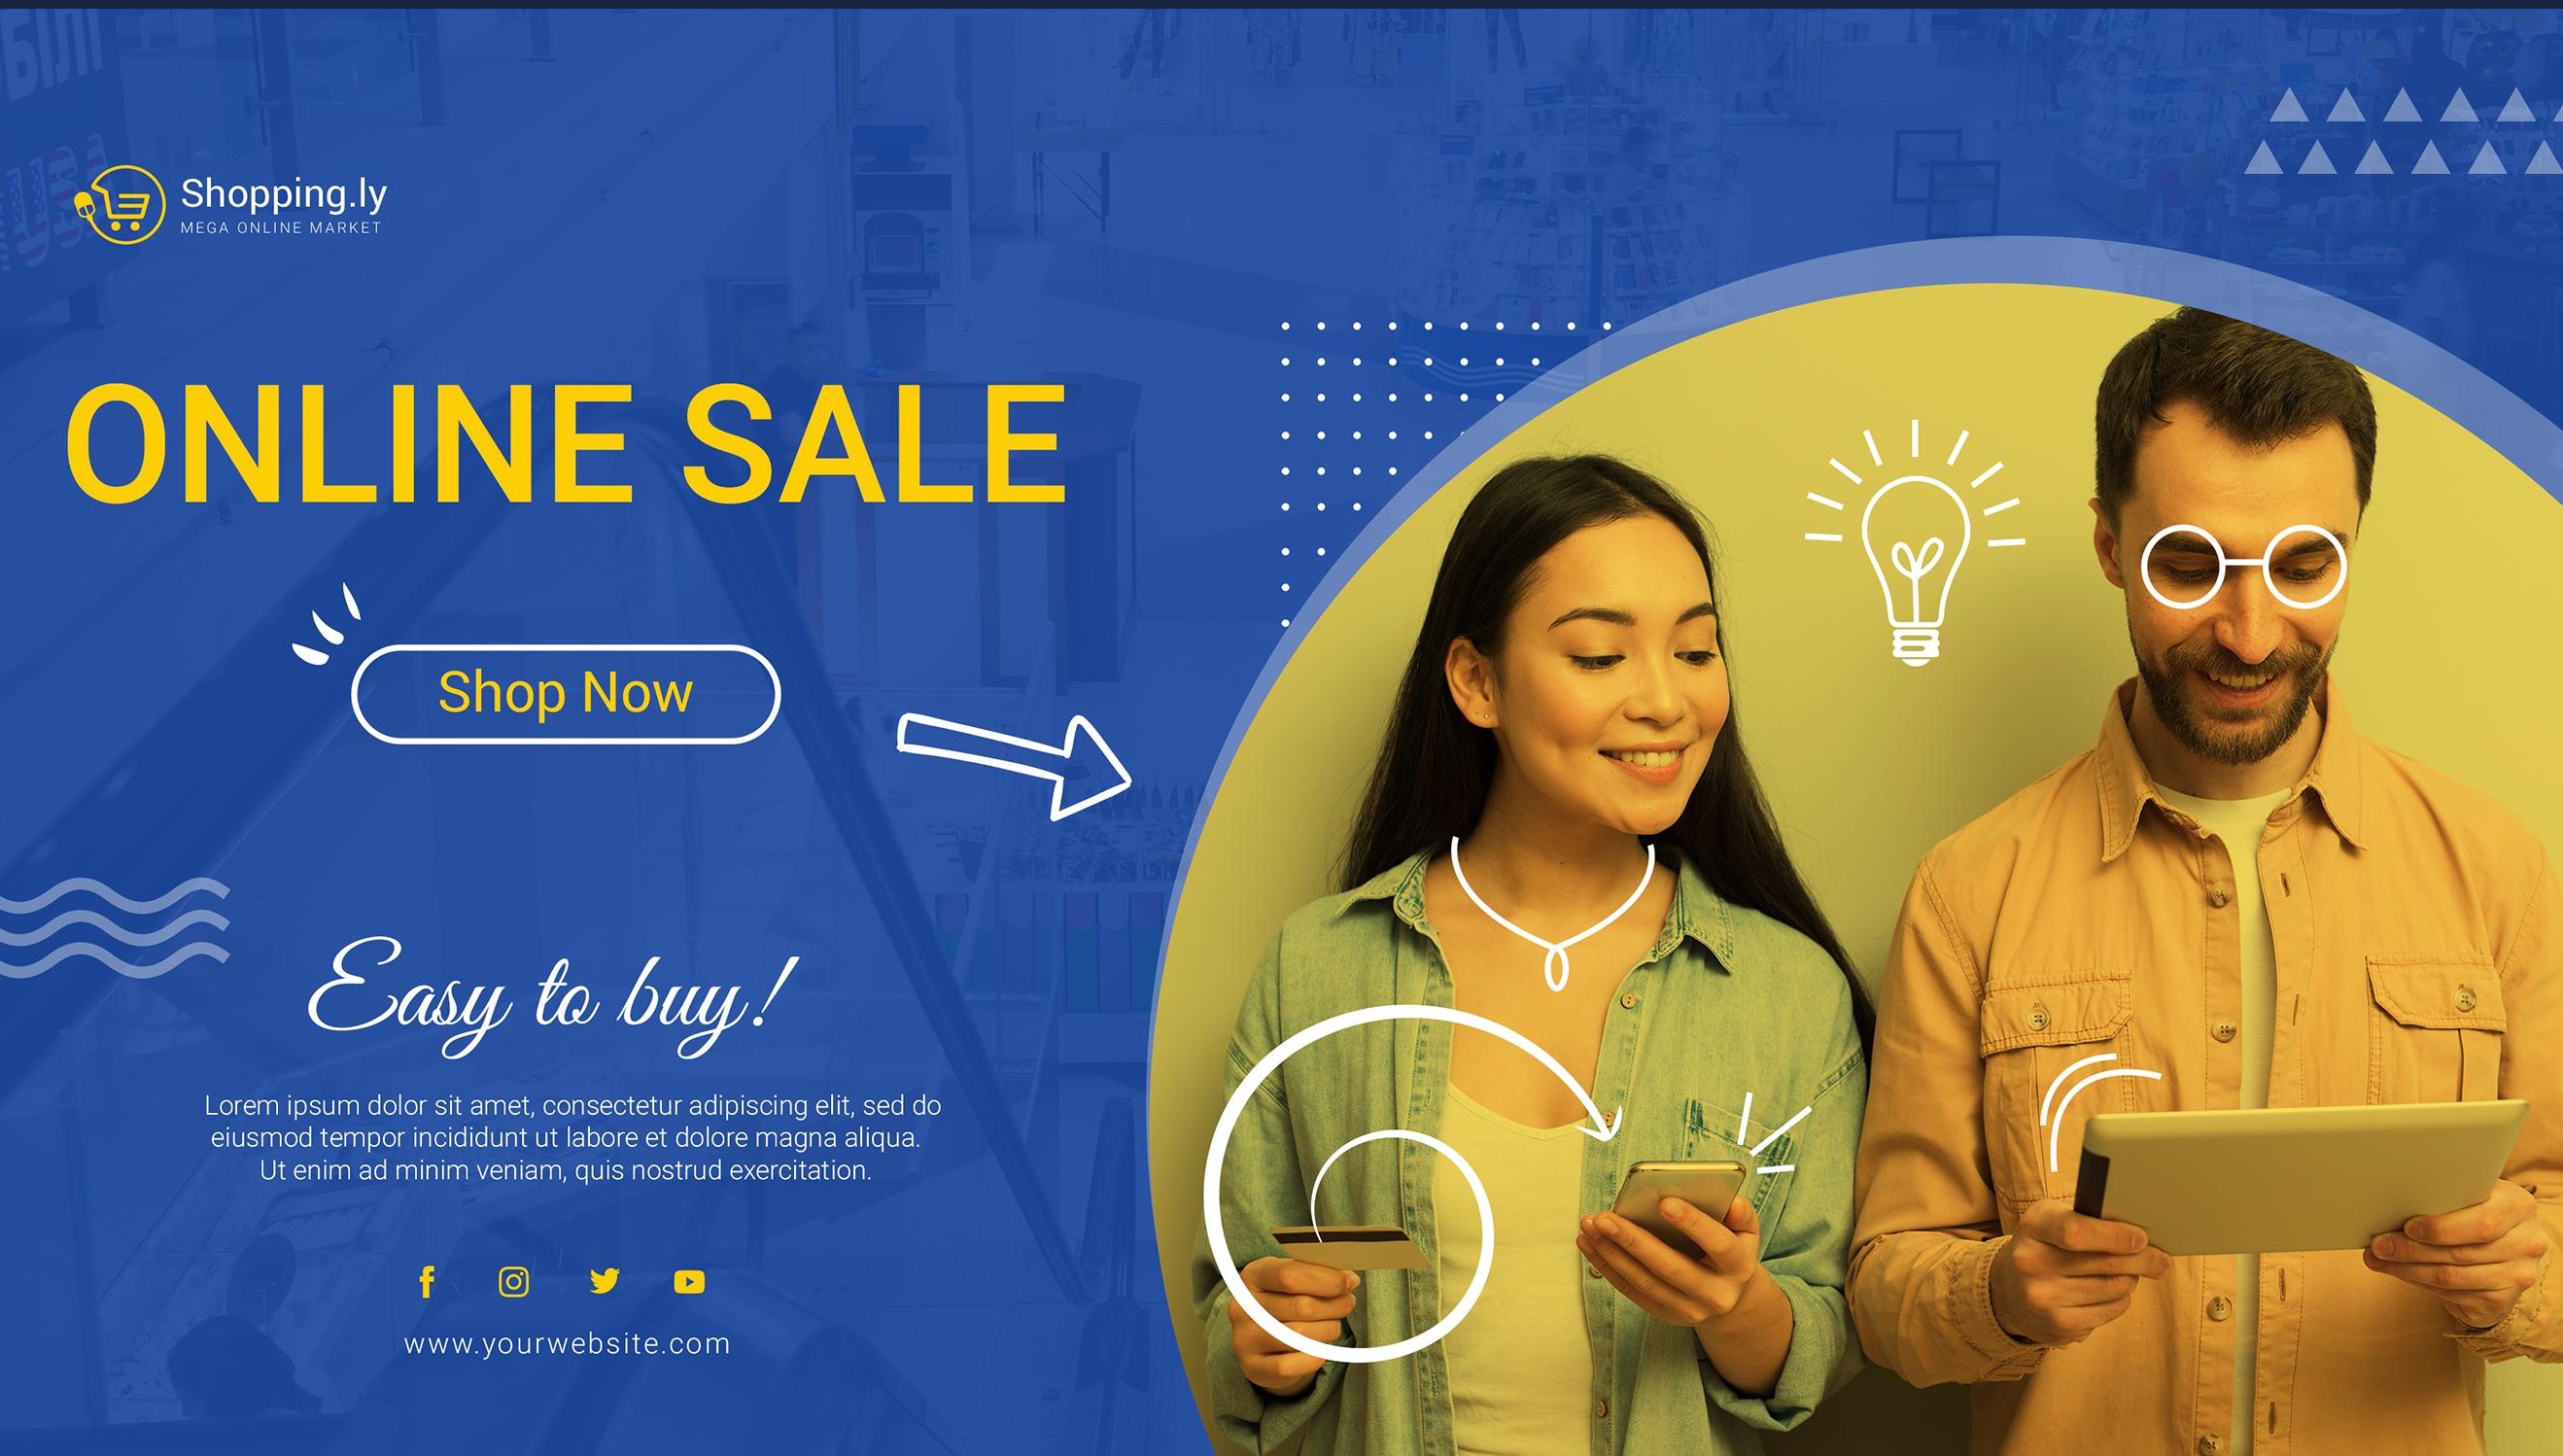 Shopping.ly
MEGA ONLINE MARKET
ONLINE SALE
Shop Now
Easy to buy!
Lorem ipsum dolor sit amet, consectetur adipiscing elit, sed do
eiusmod tempor incididunt ut labore et dolore magna aliqua.
Ut enim ad minim veniam, quis nostrud exercitation.
www.yourwebsite.com